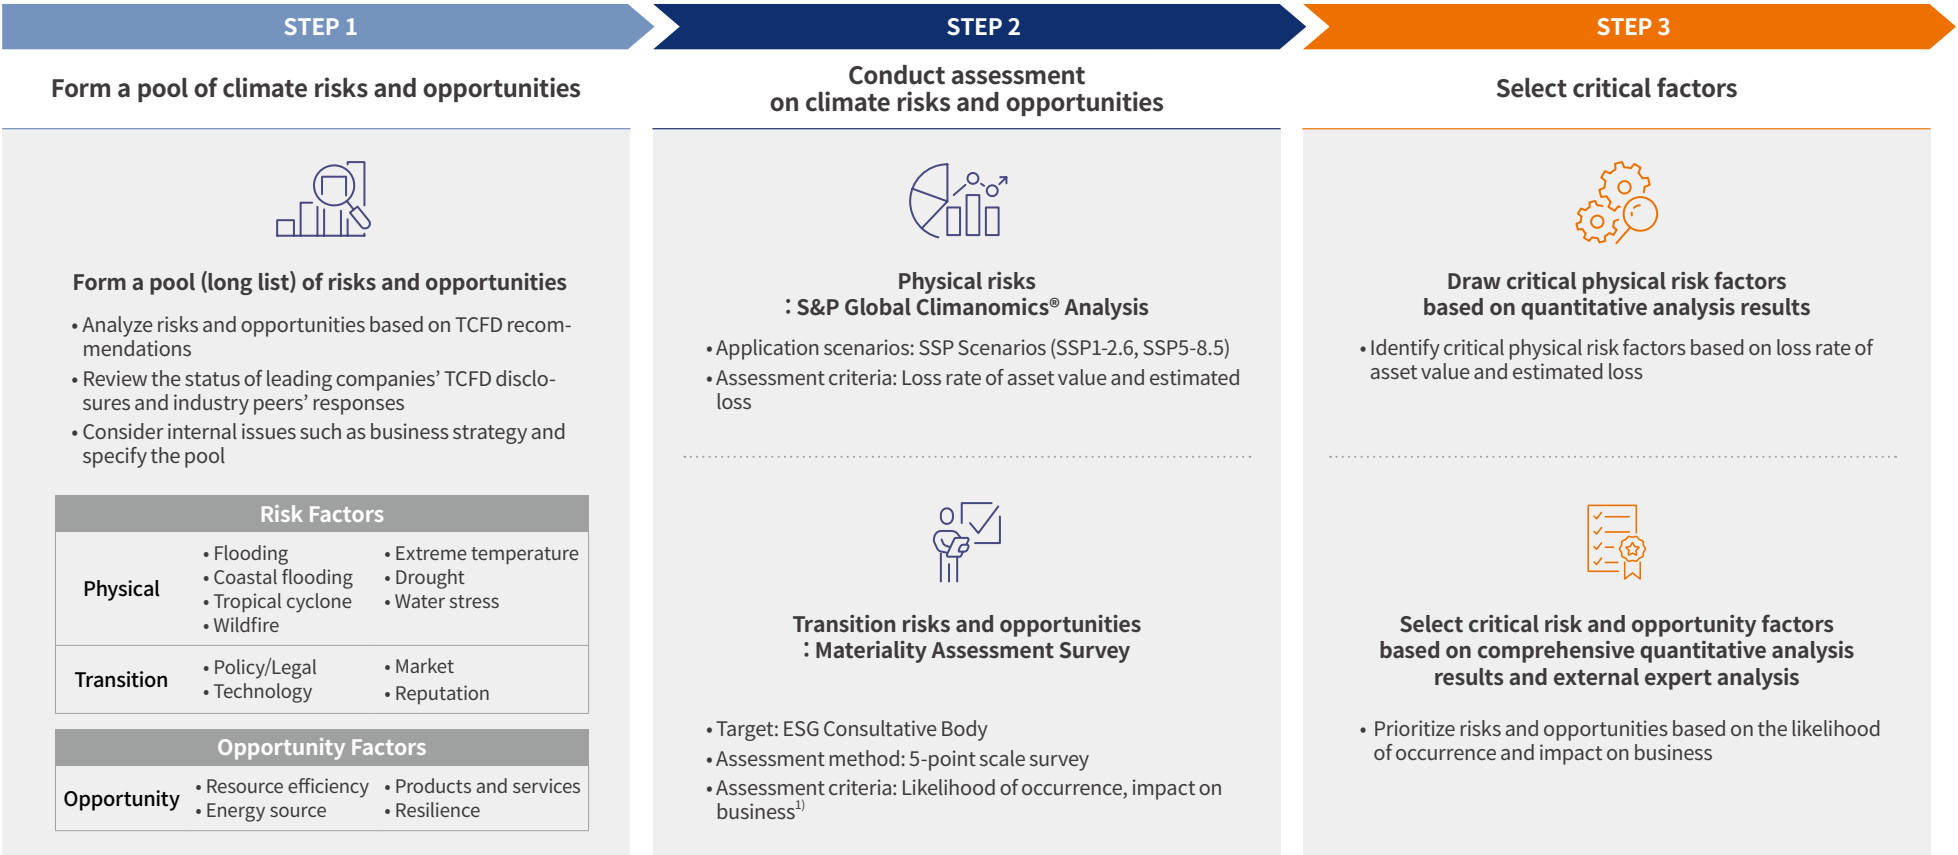 STEP 1
Form a pool of climate risks and opportunities
Form a pool (long list) of risks and opportunities
• Analyze risks and opportunities based on TCFD recom-
mendations
• Review the status of leading companies’ TCFD disclo-
sures and industry peers’ responses
• Consider internal issues such as business strategy and
specify the pool
Risk Factors
Physical
• Flooding
• Coastal flooding
• Tropical cyclone
• Wildfire
• Extreme temperature
• Drought
• Water stress
Transition
• Policy/Legal
• Technology
• Market
• Reputation
Opportunity Factors
Opportunity
• Resource efficiency
• Energy source
• Products and services
• Resilience
STEP 2
Conduct assessment
on climate risks and opportunities
Physical risks
: S&P Global Climanomics® Analysis
• Application scenarios: SSP Scenarios (SSP1-2.6, SSP5-8.5)
• Assessment criteria: Loss rate of asset value and estimated
loss
Transition risks and opportunities
: Materiality Assessment Survey
• Target: ESG Consultative Body
• Assessment method: 5-point scale survey
• Assessment criteria: Likelihood of occurrence, impact on
business1)
STEP 3
Select critical factors
Draw critical physical risk factors
based on quantitative analysis results
• Identify critical physical risk factors based on loss rate of
asset value and estimated loss
Select critical risk and opportunity factors
based on comprehensive quantitative analysis
results and external expert analysis
• Prioritize risks and opportunities based on the likelihood
of occurrence and impact on business